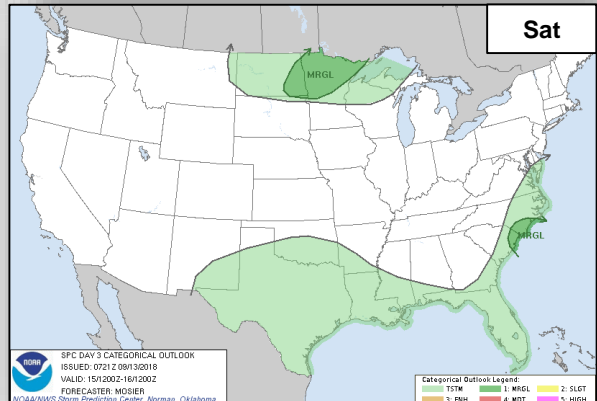 Sat
MRGL
MRGL
NOAA
SPC DAY 3 CATEGORICAL OUTLOOK
ISSUED: 0721Z 09/13/2018
VALID: 15/1200Z-16/1200Z
FORECASTER: MOSIER
NOAA/NWS Storm Prediction Center, Norman, Oklahoma
Categorical Outlook Legend:
TSTM 1: MRGL 2: SLGT
3: ENH 4: MDT 5: HIGH